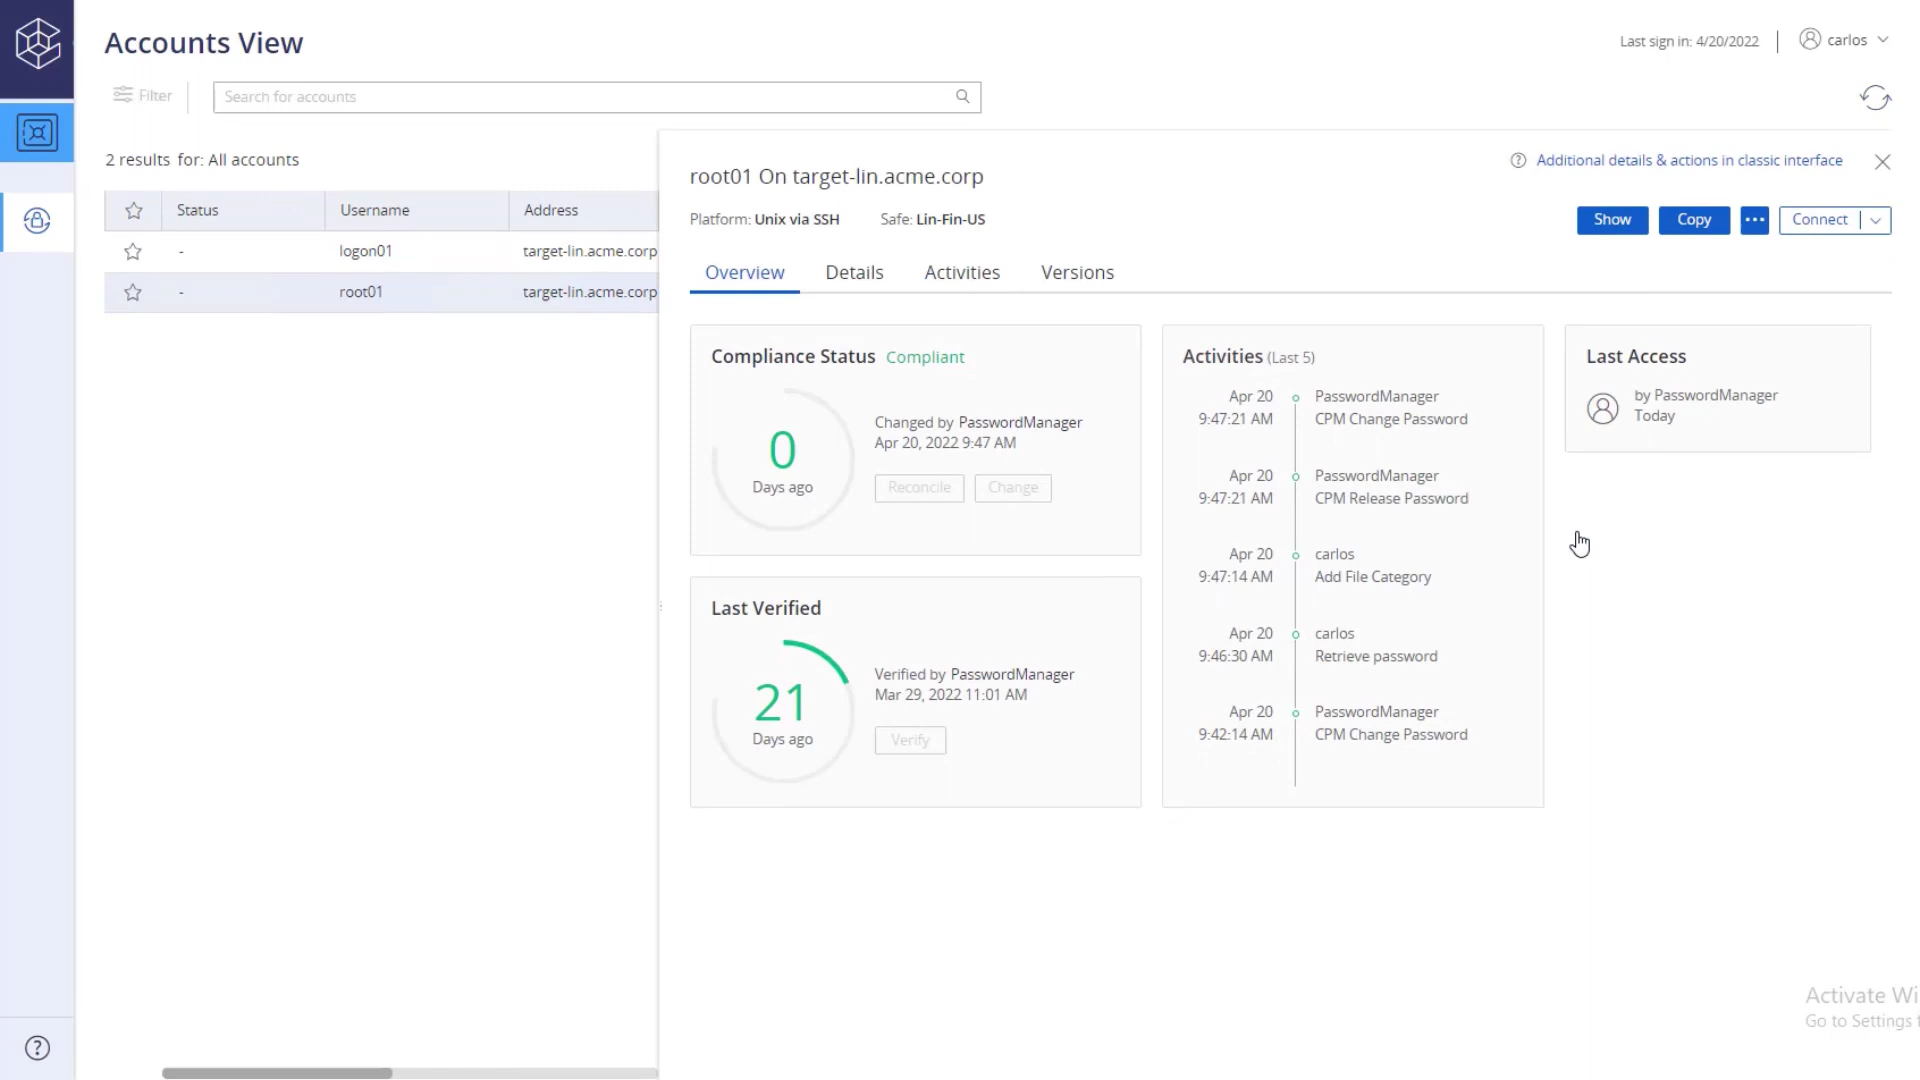 Accounts View
Last sign in: 4/20/2022
carlos
Filter
Search for accounts
2 results for: All accounts
Status Username Address
- logon01 target-lin.acme.corp
- root01 target-lin.acme.corp
Additional details & actions in classic interface
root01 On target-lin.acme.corp
Platform: Unix via SSH Safe: Lin-Fin-US
Show Copy ••• Connect
Overview Details Activities Versions
Compliance Status Compliant
0
Days ago
Changed by PasswordManager
Apr 20, 2022 9:47 AM
Reconcile Change
Last Verified
21
Days ago
Verified by PasswordManager
Mar 29, 2022 11:01 AM
Verify
Activities (Last 5)
Apr 20 PasswordManager
9:47:21 AM CPM Change Password
Apr 20 PasswordManager
9:47:21 AM CPM Release Password
Apr 20 carlos
9:47:14 AM Add File Category
Apr 20 carlos
9:46:30 AM Retrieve password
Apr 20 PasswordManager
9:42:14 AM CPM Change Password
Last Access
by PasswordManager
Today
Activate Wi
Go to Settings t
?